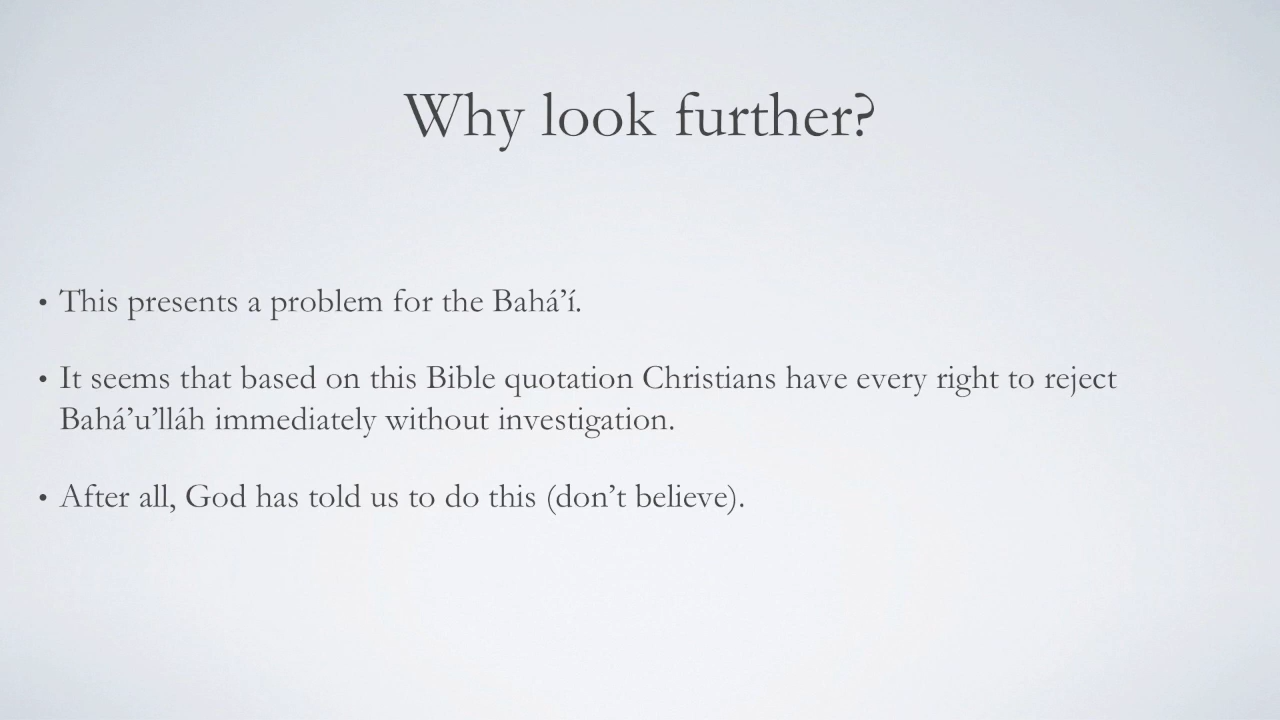 Why look further?
• This presents a problem for the Bahá’í.
• It seems that based on this Bible quotation Christians have every right to reject
Bahá’u’lláh immediately without investigation.
• After all, God has told us to do this (don’t believe).